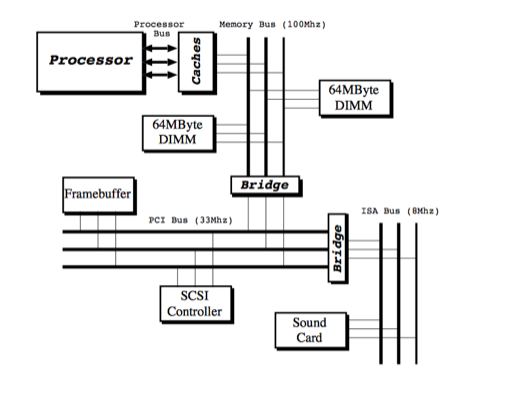 Processor
Bus
Memory Bus (100Mhz)
Processor
Caches
64MByte
DIMM
64MByte
DIMM
Bridge
Framebuffer
PCI Bus (33Mhz)
ISA Bus (8Mhz)
Bridge
SCSI
Controller
Sound
Card